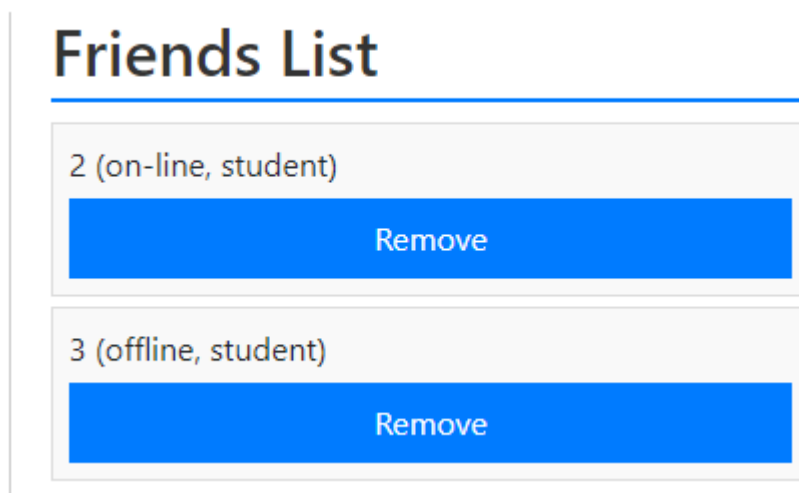 Friends List
2 (on-line, student)
Remove
3 (offline, student)
Remove